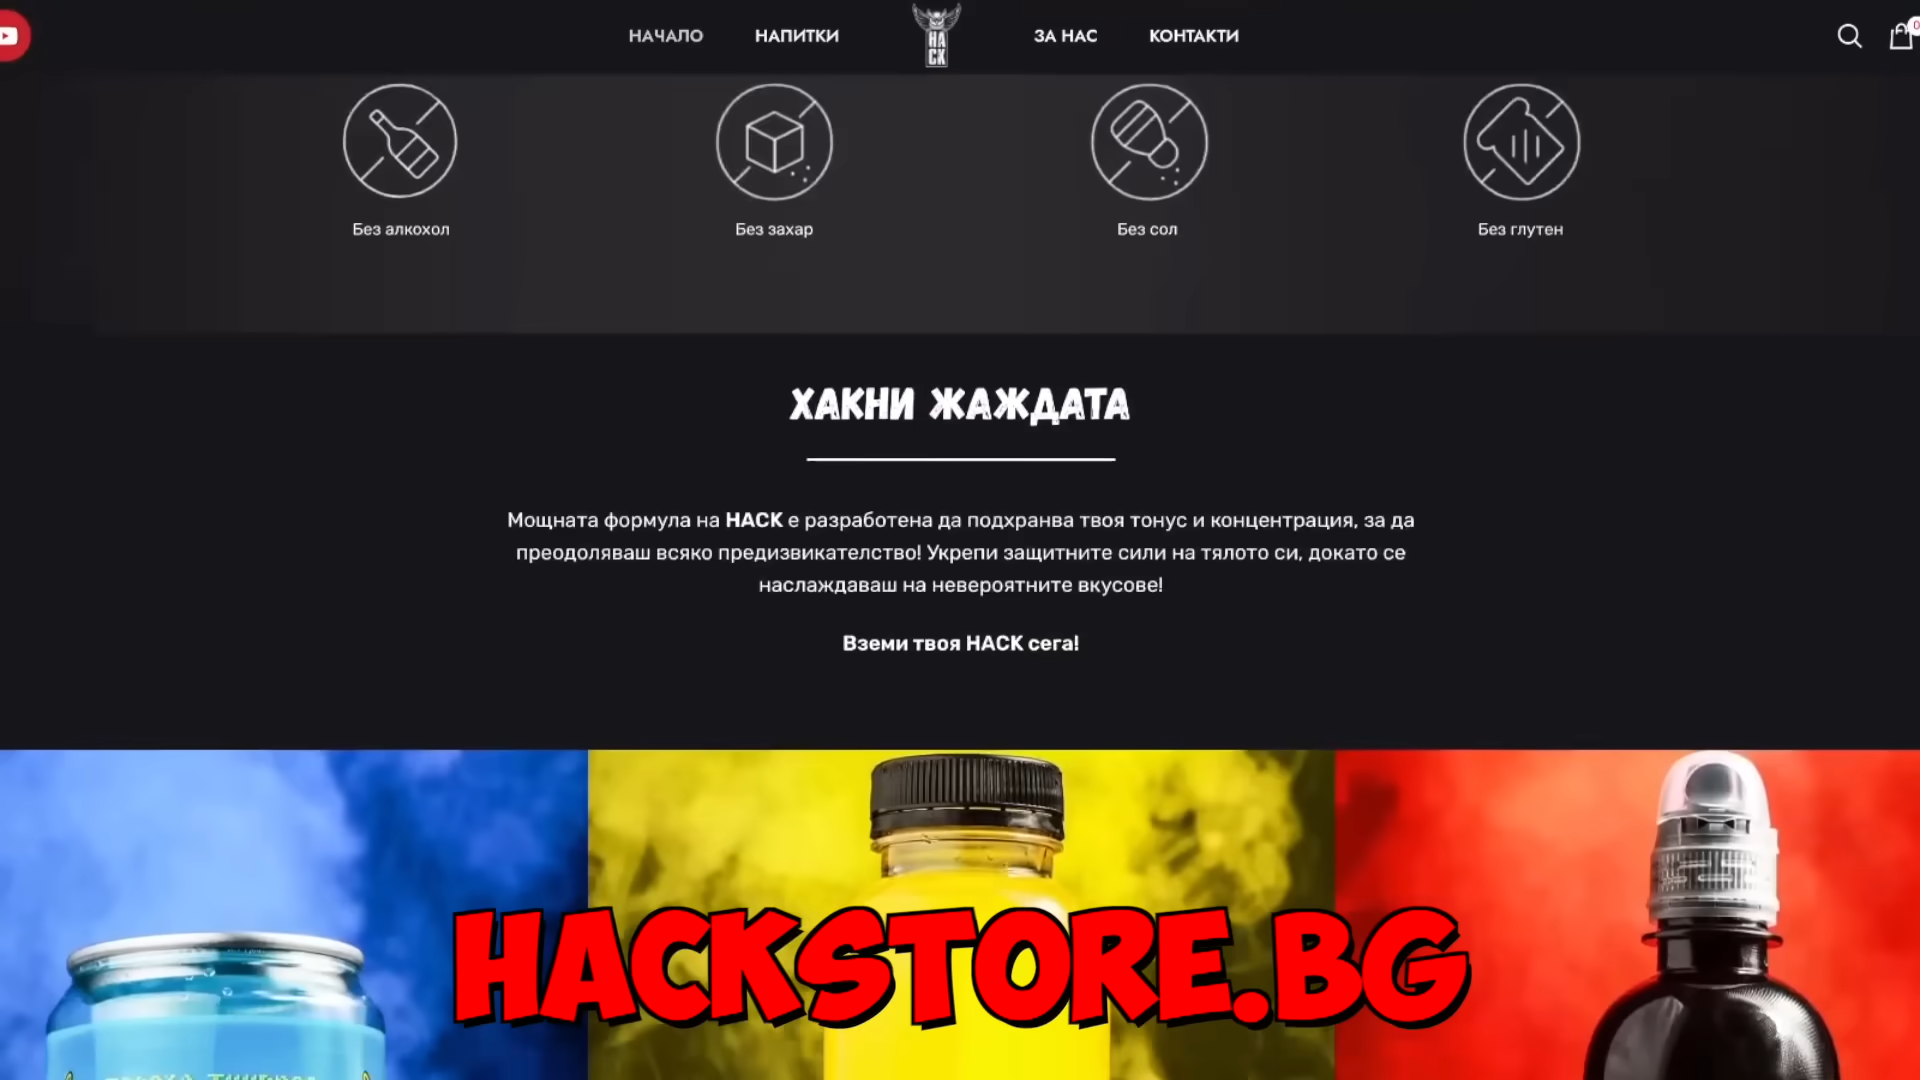 НАЧАЛО
НАПИТКИ
HACK
ЗА НАС
КОНТАКТИ
0
Без алкохол
Без захар
Без сол
Без глутен
ХАКНИ ЖАЖДАТА
Мощната формула на HACK е разработена да подхранва твоя тонус и концентрация, за да
преодоляваш всяко предизвикателство! Укрепи защитните сили на тялото си, докато се
наслаждаваш на невероятните вкусове!
Вземи твоя HACK сега!
HACKSTORE.BG